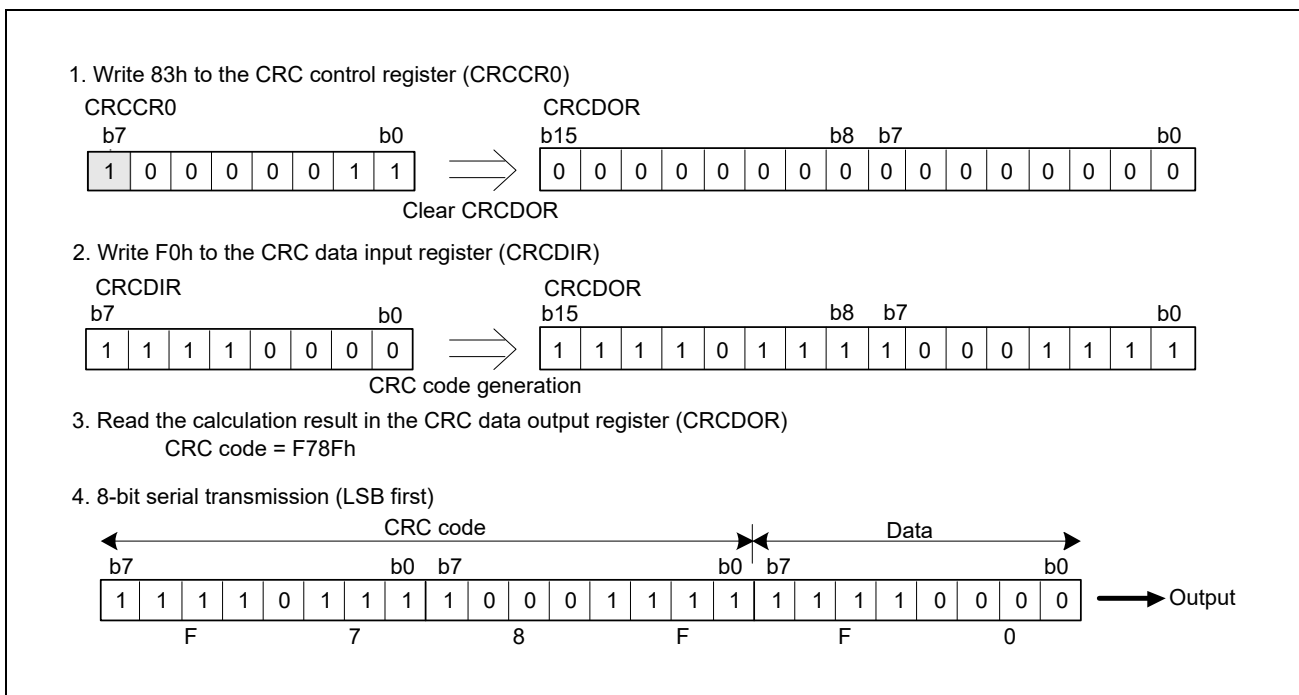 1. Write 83h to the CRC control register (CRCCR0)
CRCCR0 CRCDOR
b7 b0 b15 b8 b7 b0
1 0 0 0 0 0 1 1 0 0 0 0 0 0 0 0 0 0 0 0 0 0 0 0
Clear CRCDOR
2. Write F0h to the CRC data input register (CRCDIR)
CRCDIR CRCDOR
b7 b0 b15 b8 b7 b0
1 1 1 1 0 0 0 0 1 1 1 1 0 1 1 1 1 0 0 0 1 1 1 1
CRC code generation
3. Read the calculation result in the CRC data output register (CRCDOR)
CRC code = F78Fh
4. 8-bit serial transmission (LSB first)
CRC code Data
b7 b0 b7 b0 b7 b0
1 1 1 1 0 1 1 1 1 0 0 0 1 1 1 1 1 1 1 1 0 0 0 0 Output
F 7 8 F F 0